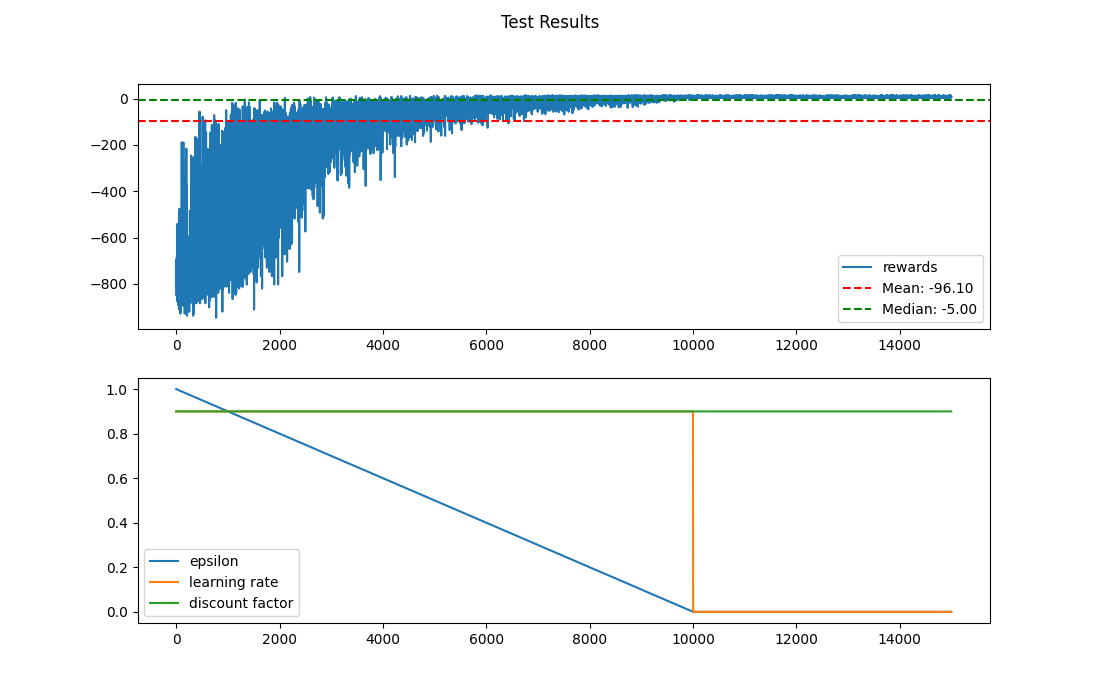 Test Results
0
−200
−400
−600
−800
rewards
Mean: -96.10
Median: -5.00
0 2000 4000 6000 8000 10000 12000 14000
1.0
0.8
0.6
0.4
0.2
0.0
epsilon
learning rate
discount factor
0 2000 4000 6000 8000 10000 12000 14000